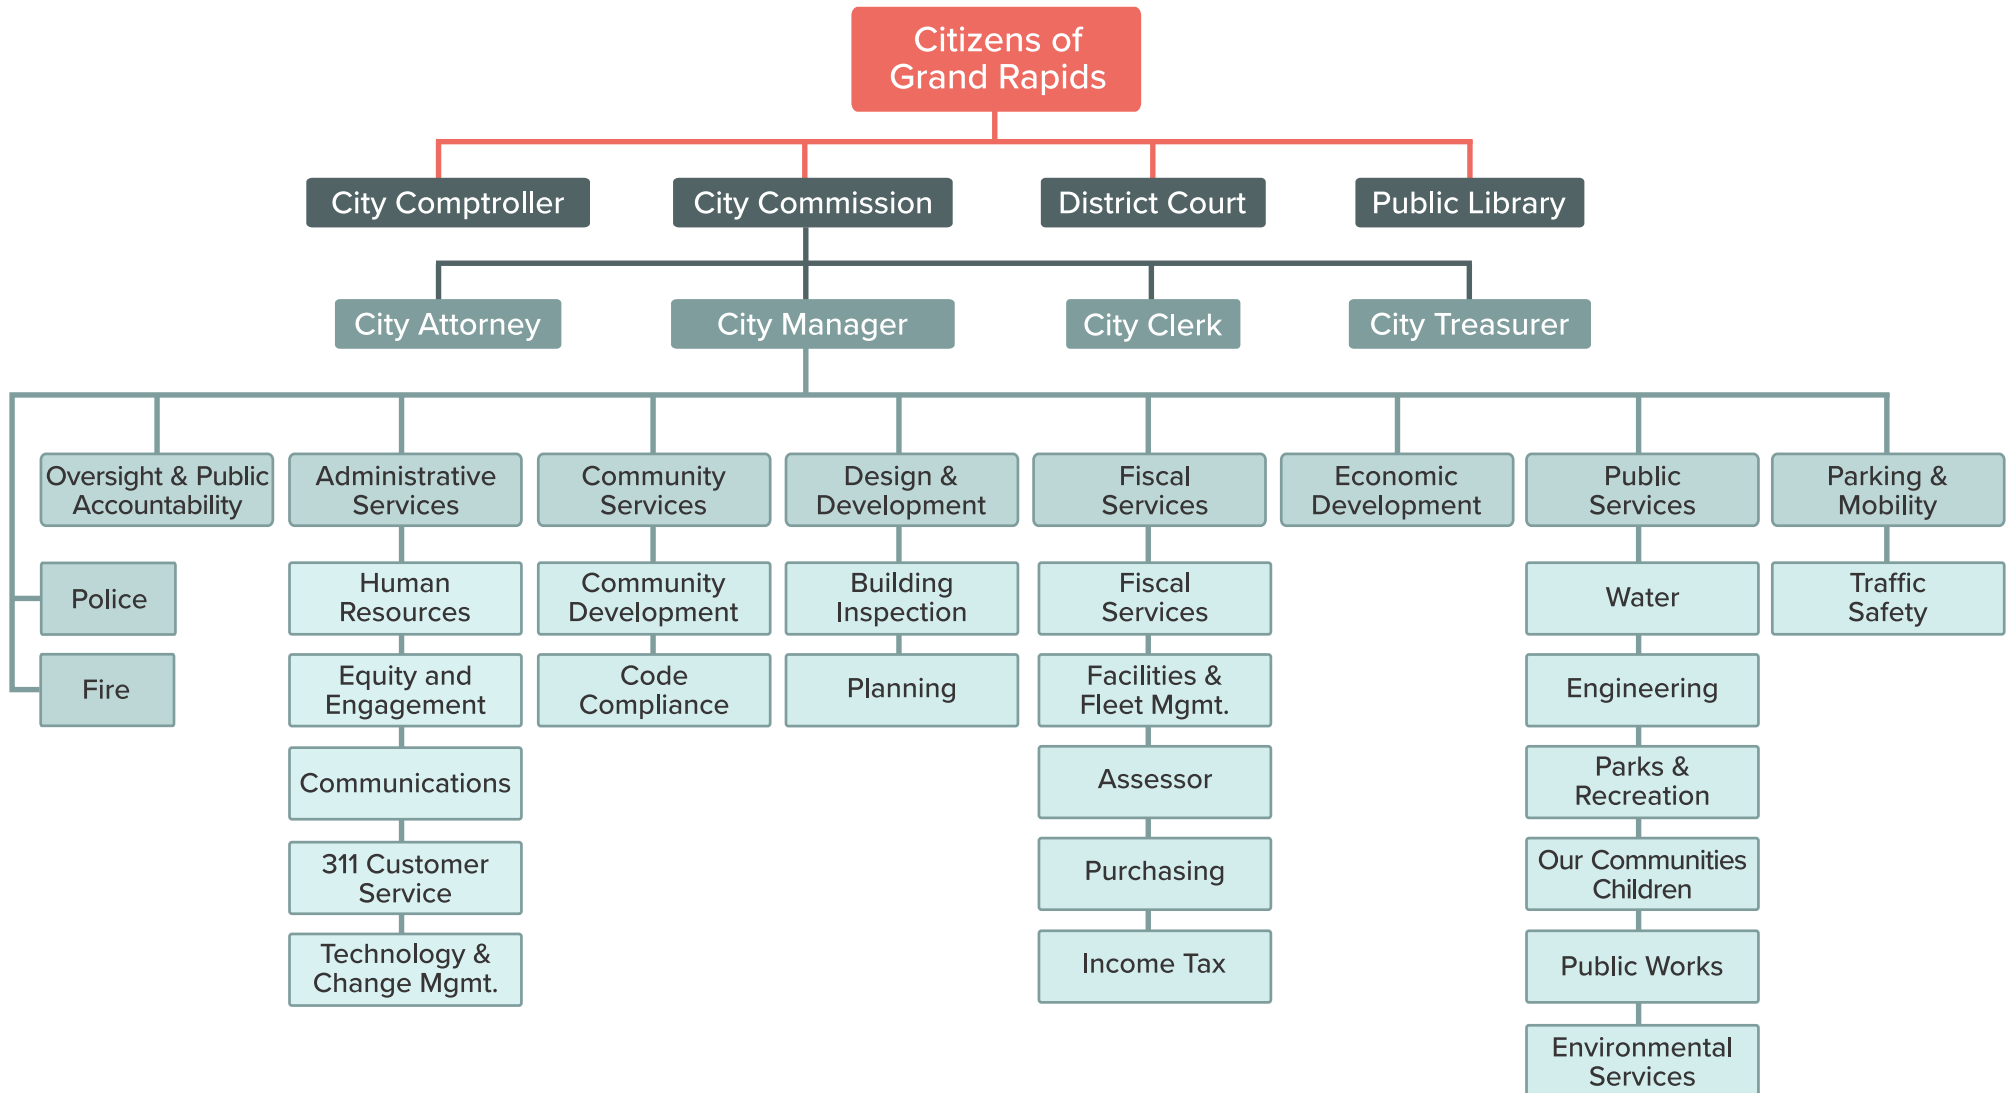 Citizens of
Grand Rapids
City Comptroller
City Commission
District Court
Public Library
City Attorney
City Manager
City Clerk
City Treasurer
Oversight & Public
Accountability
Administrative
Services
Community
Services
Design &
Development
Fiscal
Services
Economic
Development
Public
Services
Parking &
Mobility
Police
Fire
Human
Resources
Equity and
Engagement
Communications
311 Customer
Service
Technology &
Change Mgmt.
Community
Development
Code
Compliance
Building
Inspection
Planning
Fiscal
Services
Facilities &
Fleet Mgmt.
Assessor
Purchasing
Income Tax
Water
Engineering
Parks &
Recreation
Our Communities
Children
Public Works
Environmental
Services
Traffic
Safety